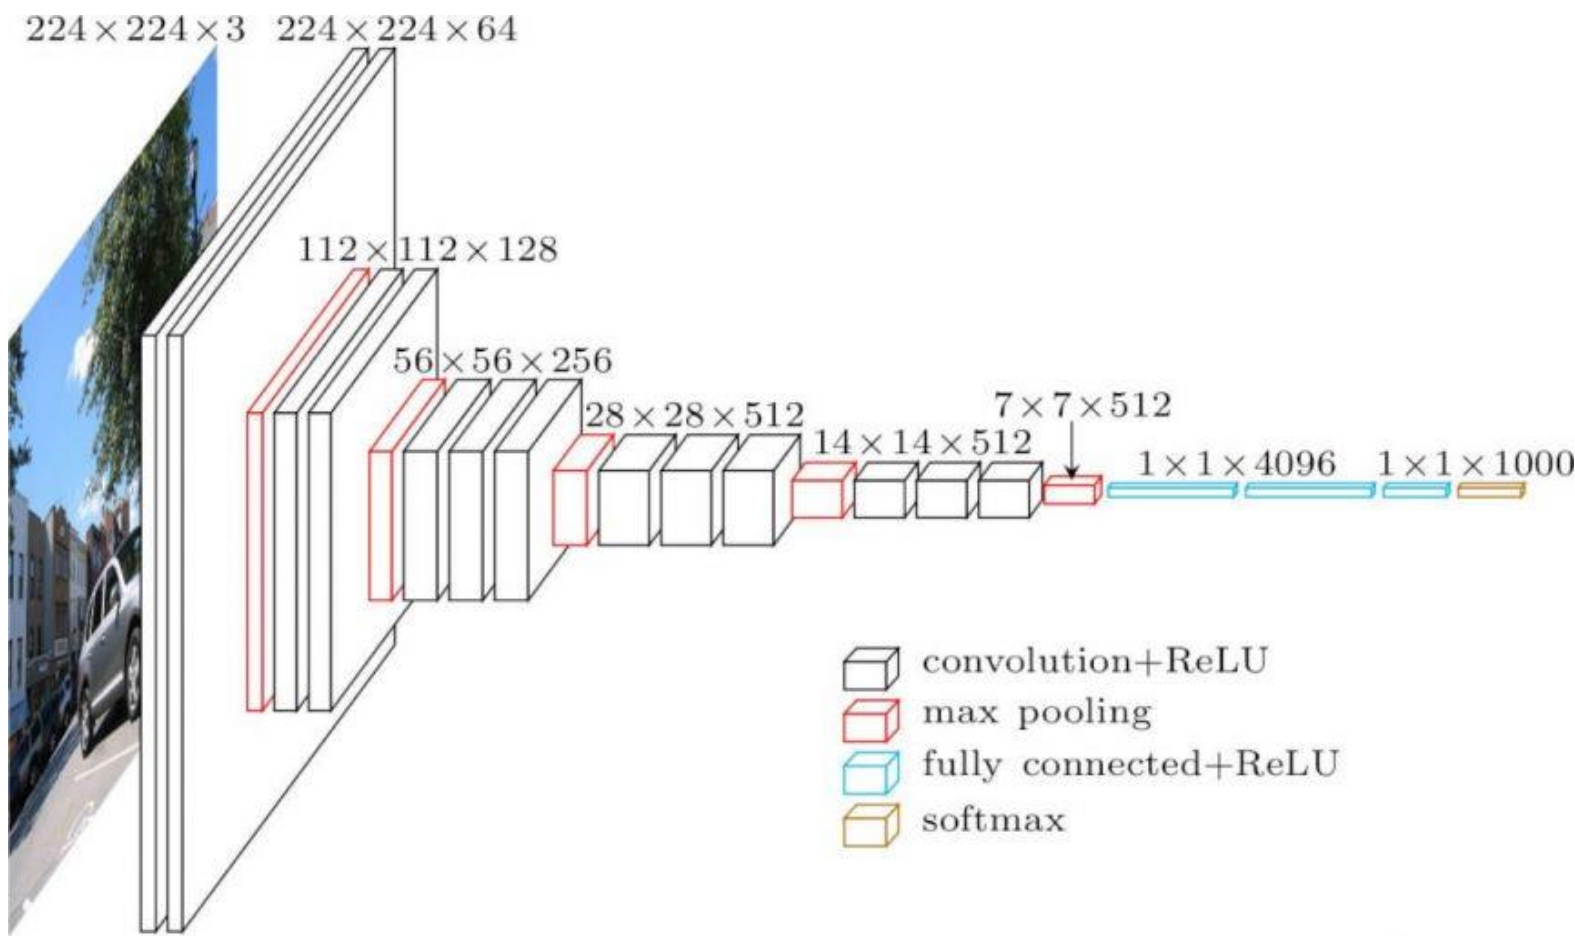 224×224×3
224×224×64
112×112×128
56×56×256
28×28×512
14×14×512
7×7×512
1×1×4096
1×1×1000
convolution+ReLU
max pooling
fully connected+ReLU
softmax